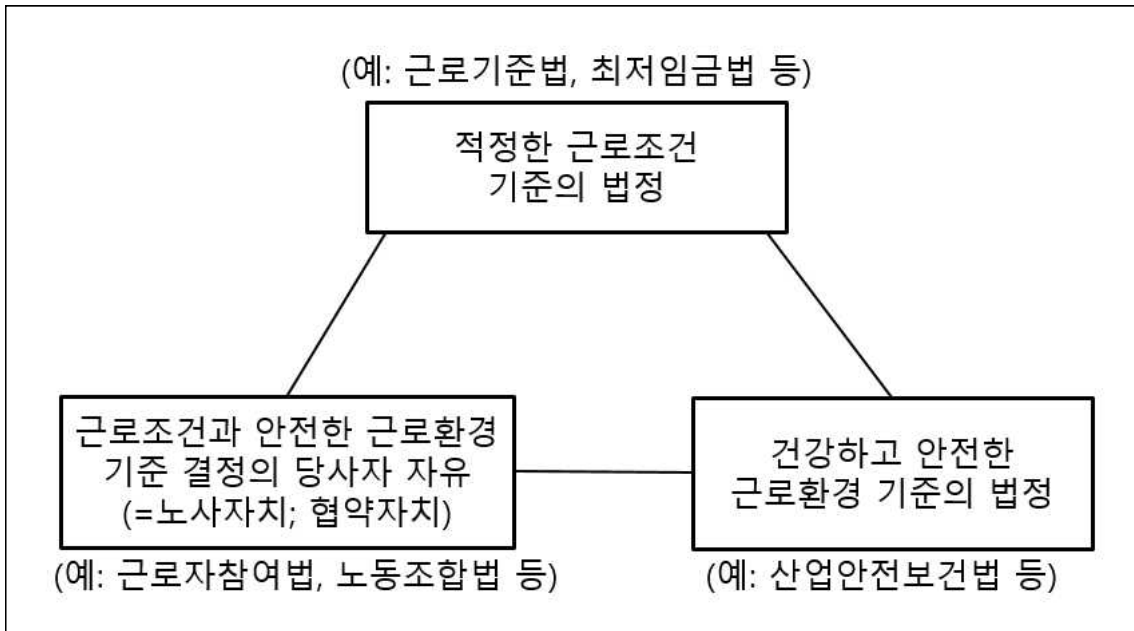 (예: 근로기준법, 최저임금법 등)
적정한 근로조건
기준의 법정
근로조건과 안전한 근로환경
기준 결정의 당사자 자유
(=노사자치; 협약자치)
(예: 근로자참여법, 노동조합법 등)
건강하고 안전한
근로환경 기준의 법정
(예: 산업안전보건법 등)